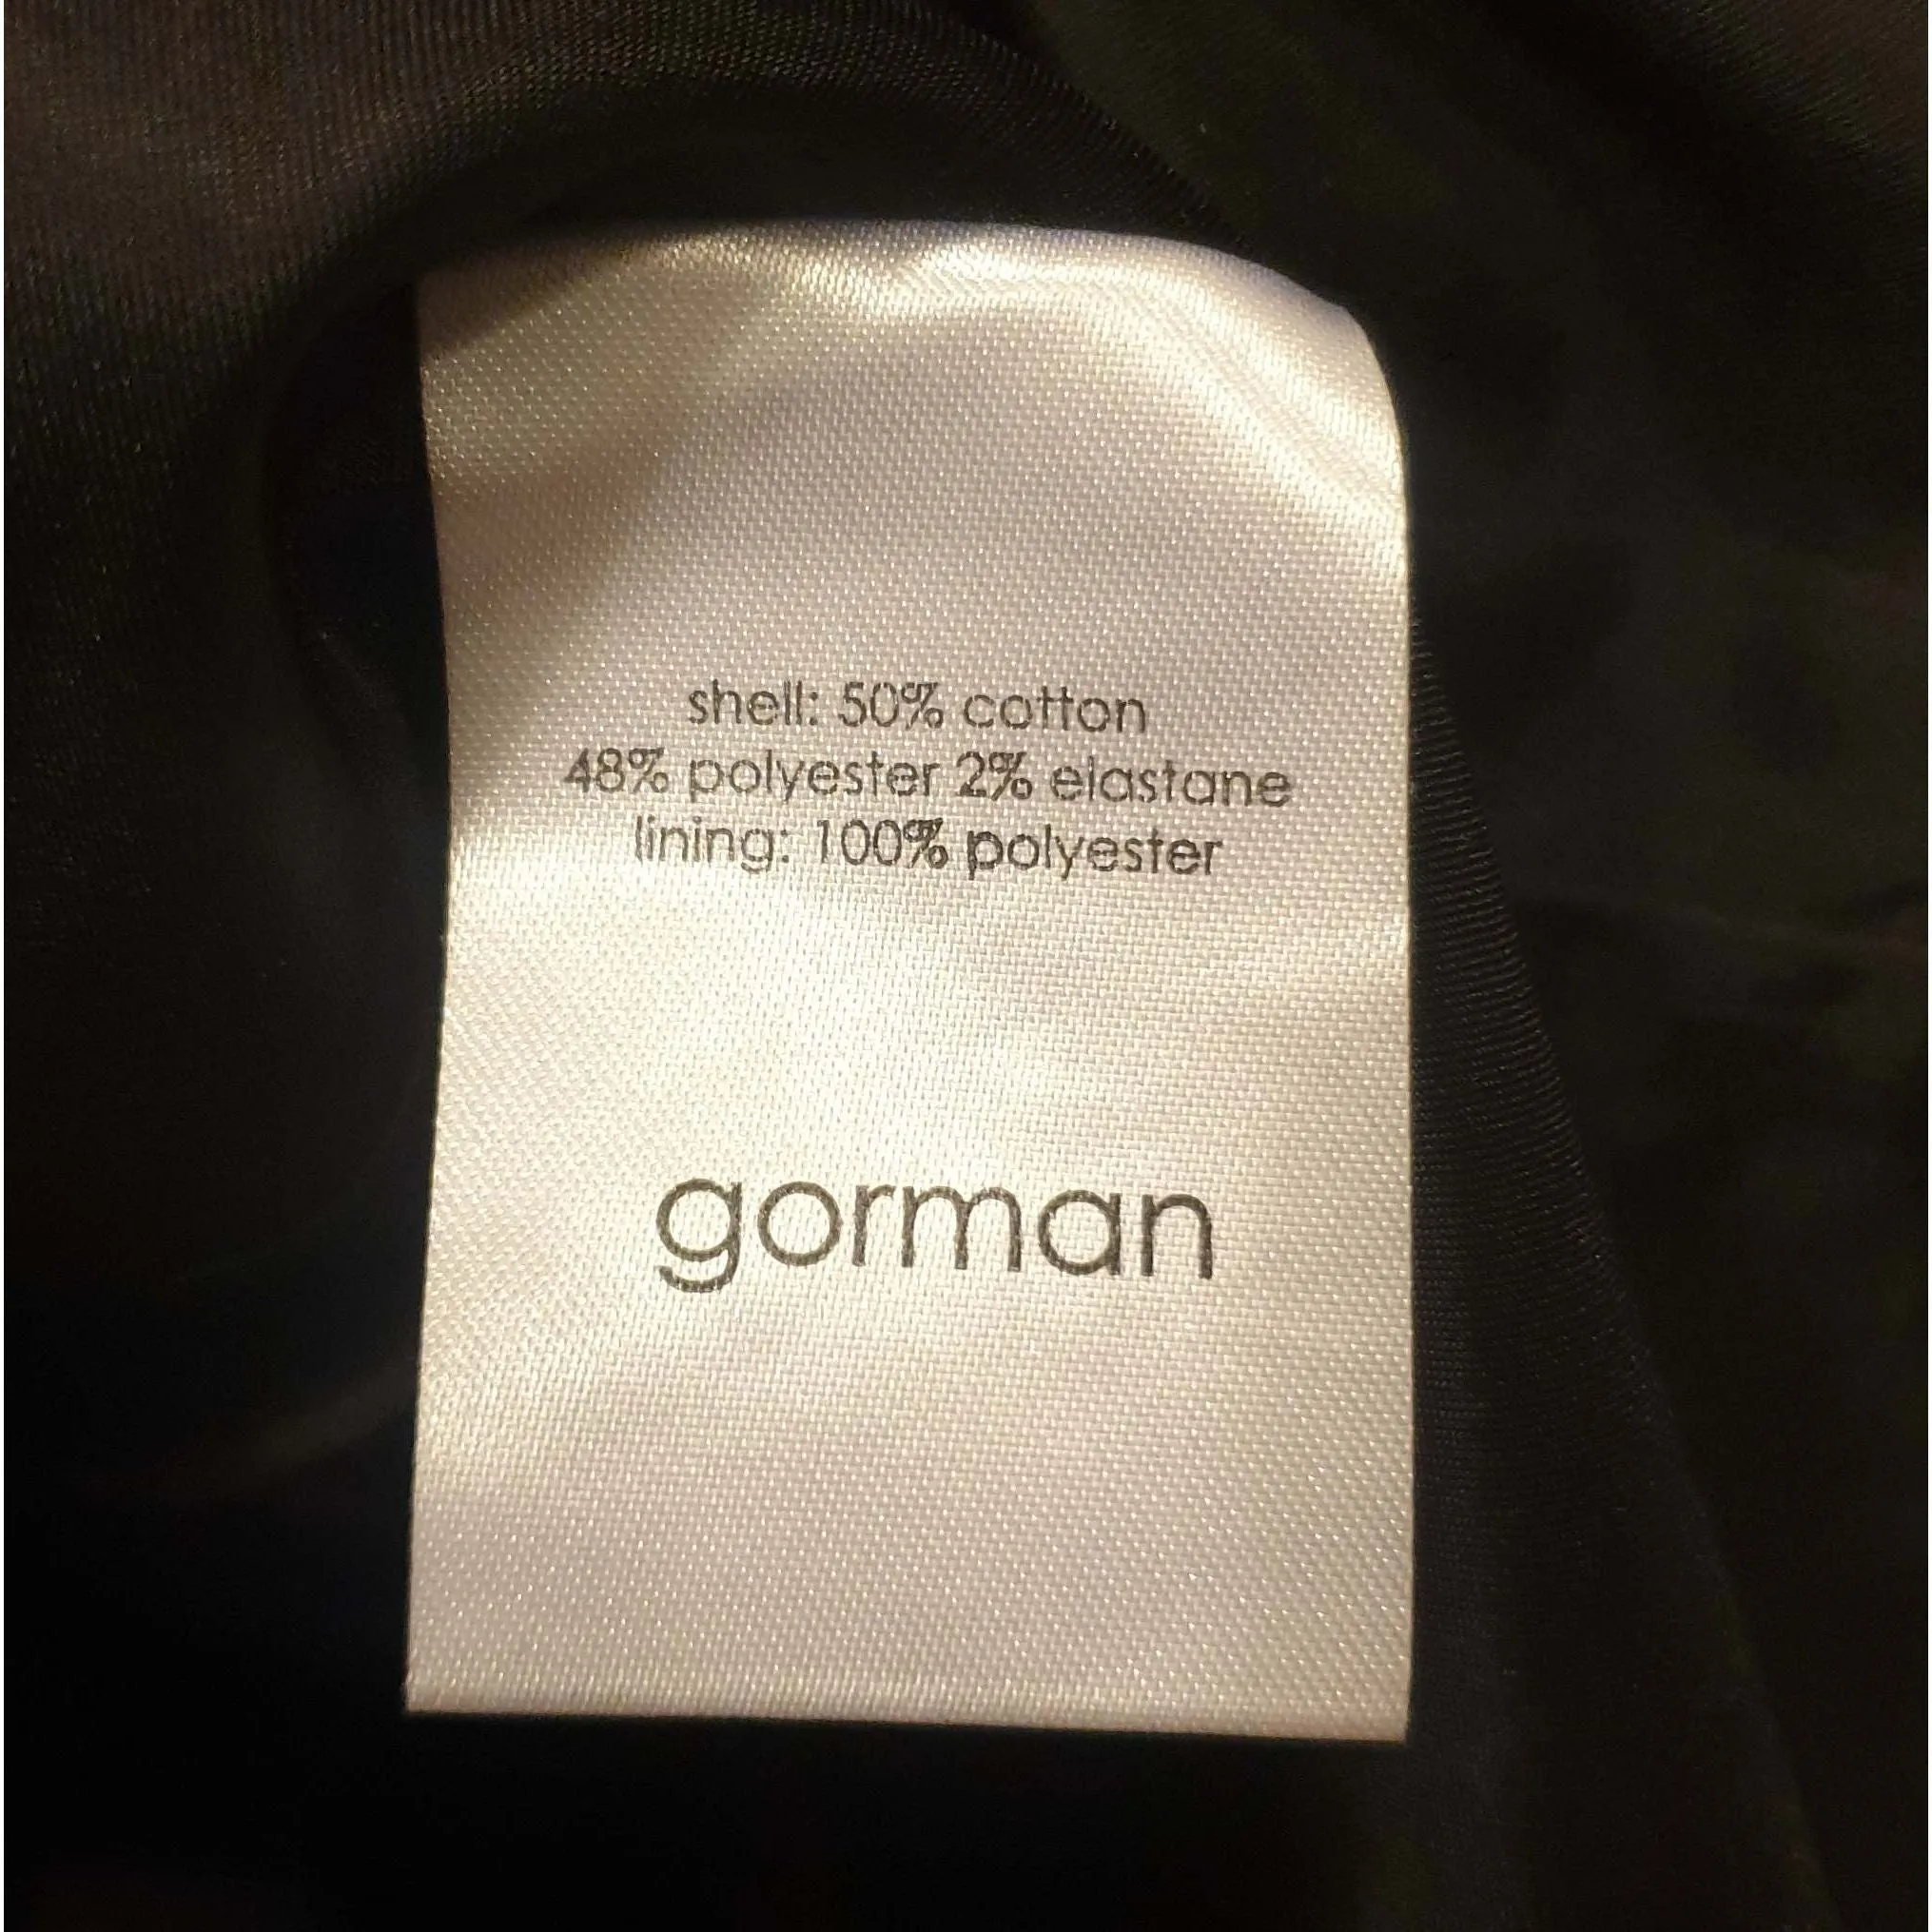 shell: 50% cotton
48% polyester 2% elastane
lining: 100% polyester
gorman